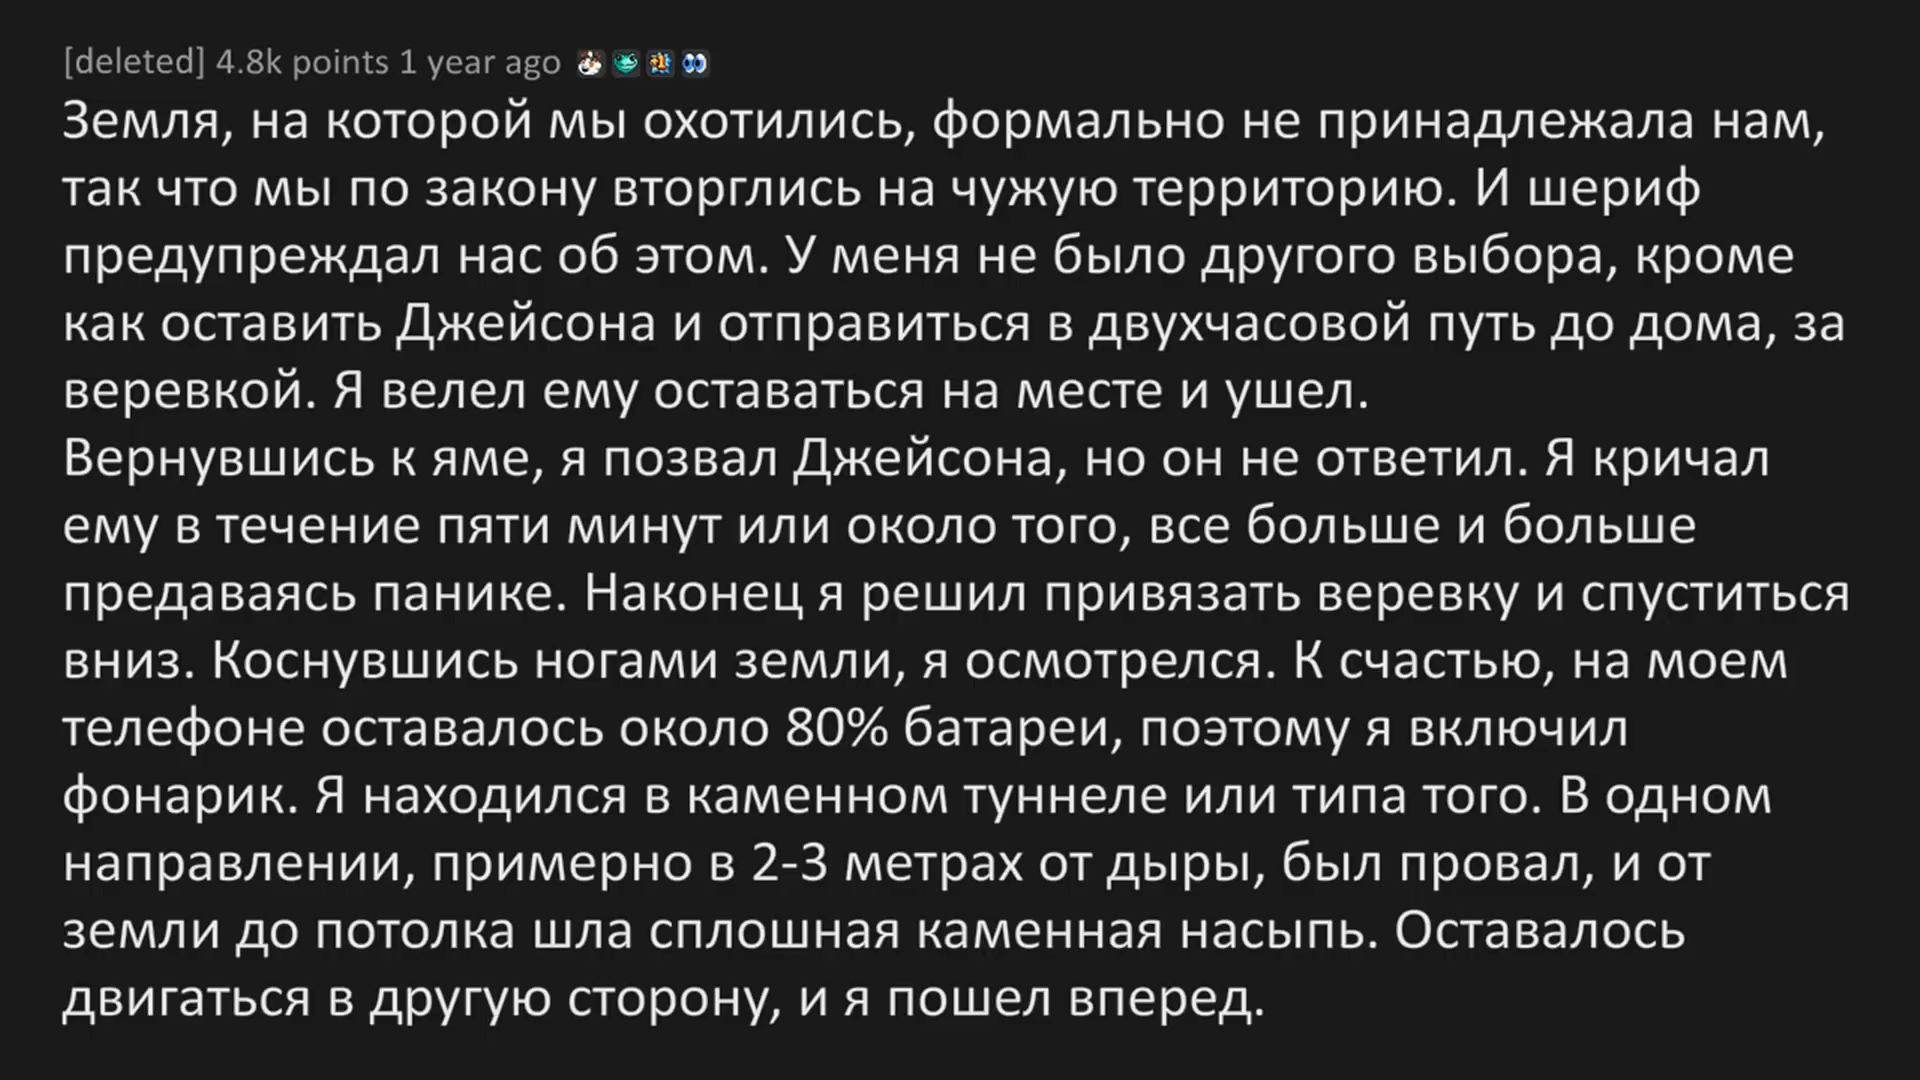 [deleted] 4.8k points 1 year ago
Земля, на которой мы охотились, формально не принадлежала нам,
так что мы по закону вторглись на чужую территорию. И шериф
предупреждал нас об этом. У меня не было другого выбора, кроме
как оставить Джейсона и отправиться в двухчасовой путь до дома, за
веревкой. Я велел ему оставаться на месте и ушел.
Вернувшись к яме, я позвал Джейсона, но он не ответил. Я кричал
ему в течение пяти минут или около того, все больше и больше
предаваясь панике. Наконец я решил привязать веревку и спуститься
вниз. Коснувшись ногами земли, я осмотрелся. К счастью, на моем
телефоне оставалось около 80% батареи, поэтому я включил
фонарик. Я находился в каменном туннеле или типа того. В одном
направлении, примерно в 2-3 метрах от дыры, был провал, и от
земли до потолка шла сплошная каменная насыпь. Оставалось
двигаться в другую сторону, и я пошел вперед.